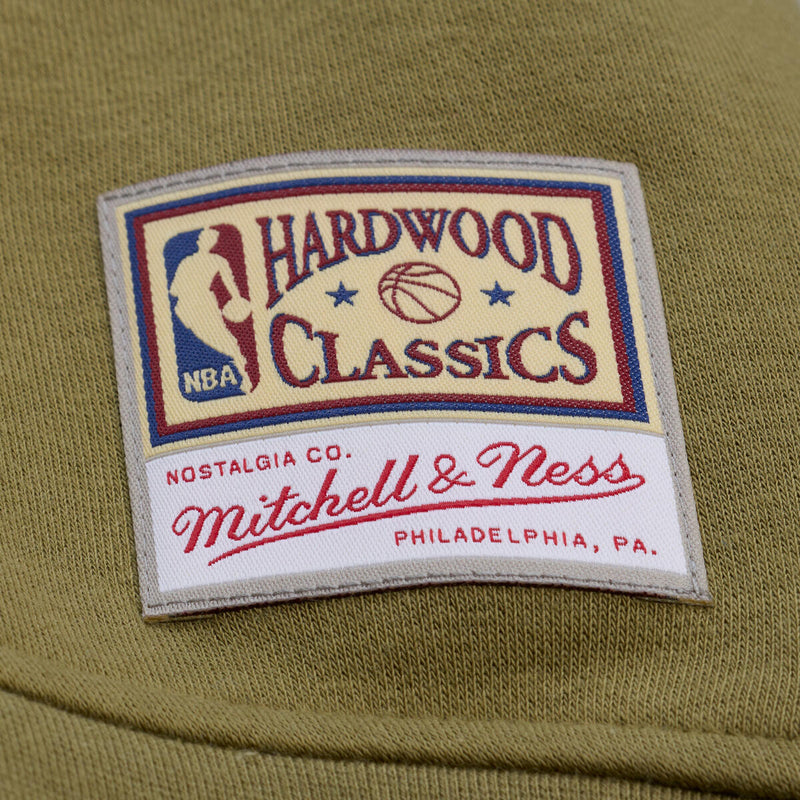 HARDWOOD
CLASSICS
NBA
NOSTALGIA CO.
Mitchell & Ness
PHILADELPHIA, PA.